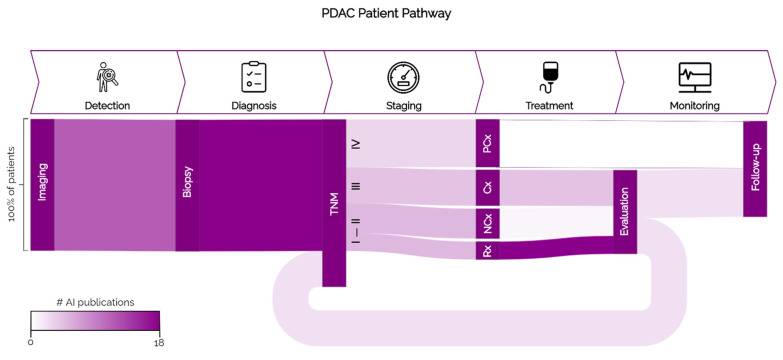 PDAC Patient Pathway
Detection
Diagnosis
Staging
Treatment
Monitoring
100% of patients
Imaging
Biopsy
TNM
IV
III
I — II
PCx
Cx
NCx
Rx
Evaluation
Follow-up
# AI publications
0
18